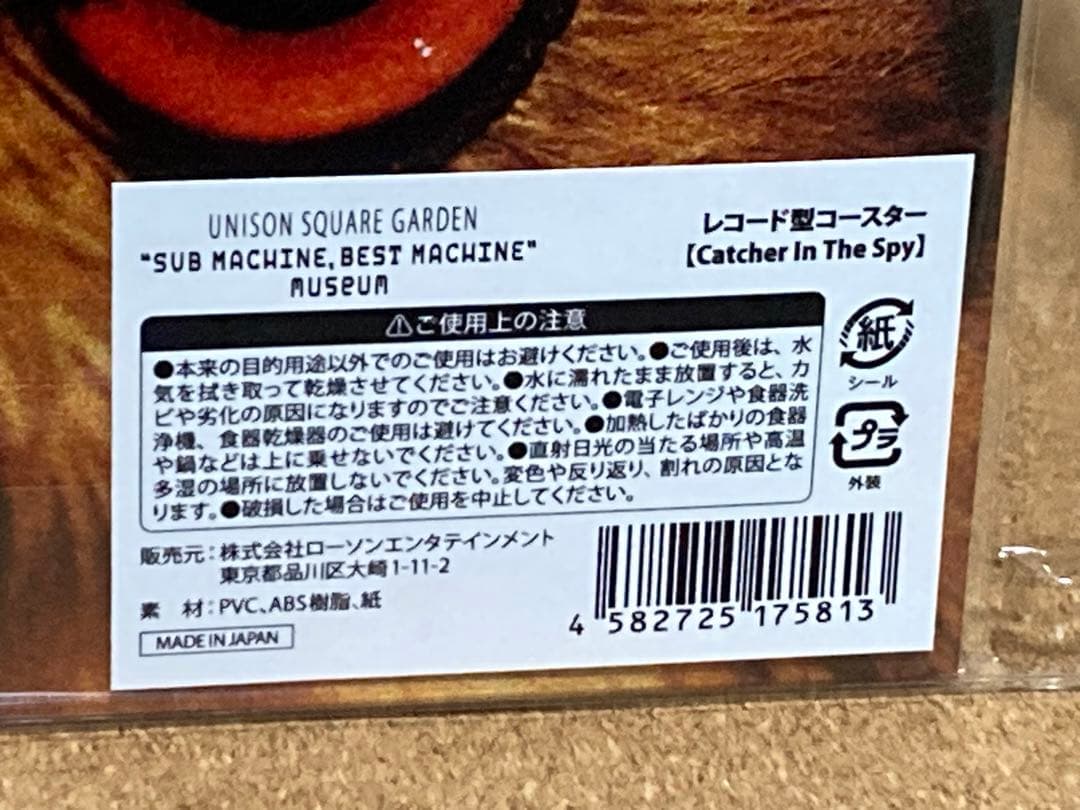 UNISON SQUARE GARDEN
"SUB MACHINE, BEST MACHINE"
MUSEUM
レコード型コースター
【Catcher In The Spy】
⚠ご使用上の注意
●本来の目的用途以外でのご使用はお避けください。●ご使用後は、水
気を拭き取って乾燥させてください。●水に濡れたまま放置すると、カ
ビや劣化の原因になりますのでご注意ください。●電子レンジや食器洗
浄機、食器乾燥器のご使用は避けてください。●加熱したばかりの食器
や鍋などは上に乗せないでください。●直射日光の当たる場所や高温
多湿の場所に放置しないでください。変色や反り返り、割れの原因とな
ります。●破損した場合はご使用を中止してください。
紙
シール
プラ
外装
販売元：株式会社ローソンエンタテインメント
東京都品川区大崎1-11-2
素　材：PVC、ABS樹脂、紙
MADE IN JAPAN
4 582725 175813